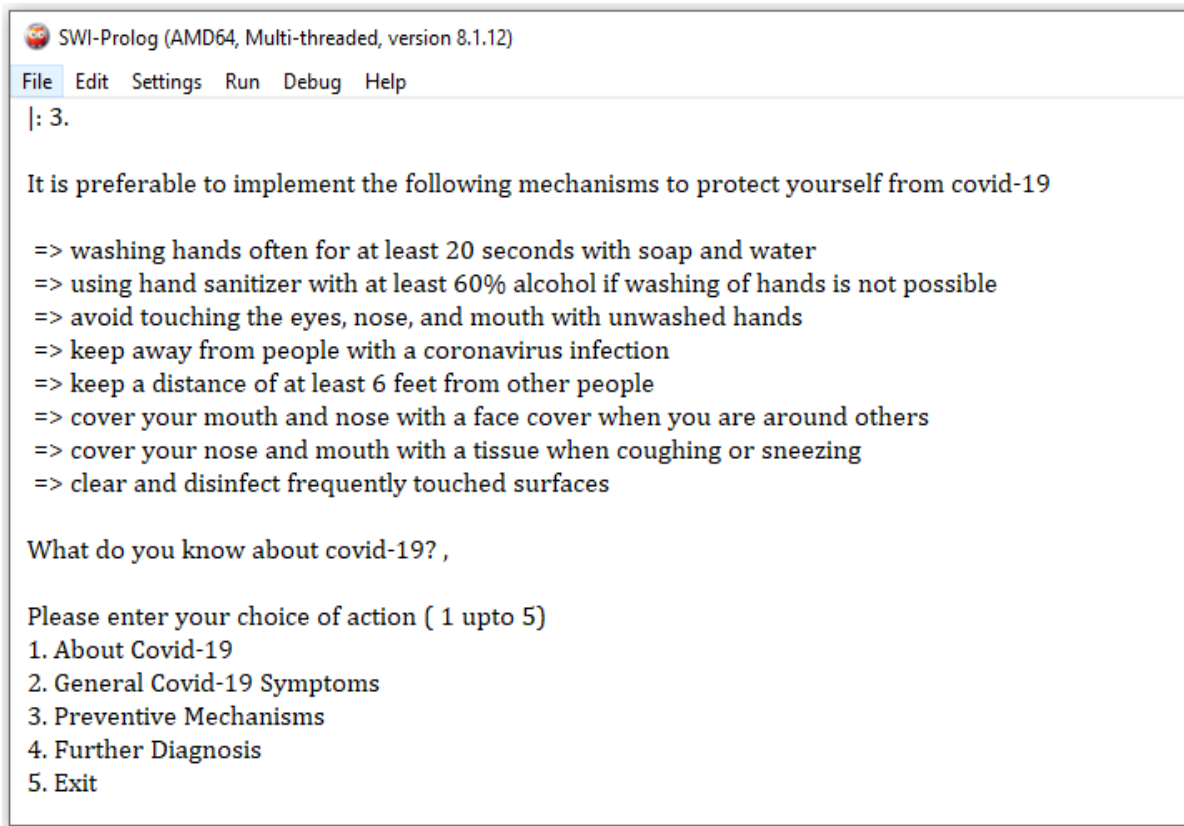 SWI-Prolog (AMD64, Multi-threaded, version 8.1.12)
File Edit Settings Run Debug Help
|: 3.
It is preferable to implement the following mechanisms to protect yourself from covid-19
=> washing hands often for at least 20 seconds with soap and water
=> using hand sanitizer with at least 60% alcohol if washing of hands is not possible
=> avoid touching the eyes, nose, and mouth with unwashed hands
=> keep away from people with a coronavirus infection
=> keep a distance of at least 6 feet from other people
=> cover your mouth and nose with a face cover when you are around others
=> cover your nose and mouth with a tissue when coughing or sneezing
=> clear and disinfect frequently touched surfaces
What do you know about covid-19? ,
Please enter your choice of action ( 1 upto 5)
1. About Covid-19
2. General Covid-19 Symptoms
3. Preventive Mechanisms
4. Further Diagnosis
5. Exit